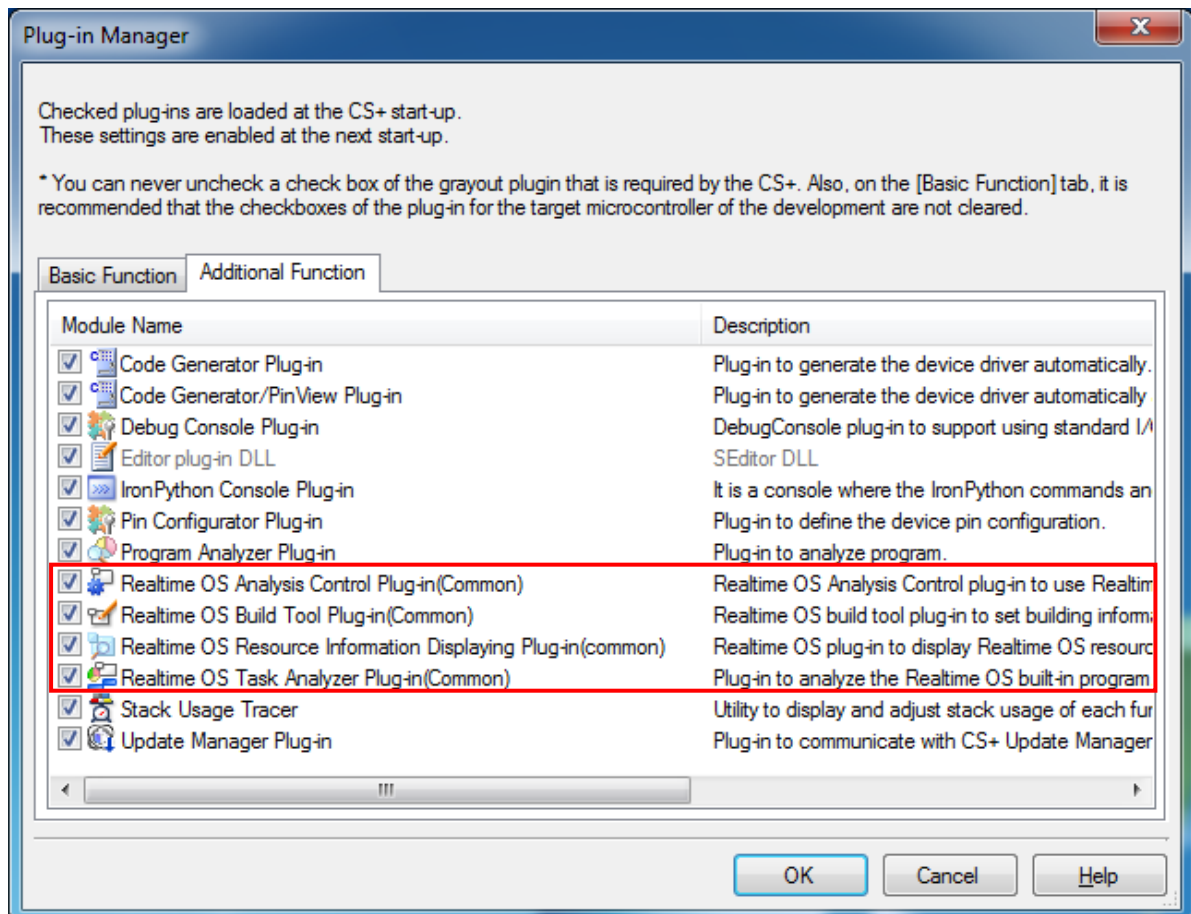 Plug-in Manager
Checked plug-ins are loaded at the CS+ start-up.
These settings are enabled at the next start-up.
* You can never uncheck a check box of the grayout plugin that is required by the CS+. Also, on the [Basic Function] tab, it is
recommended that the checkboxes of the plug-in for the target microcontroller of the development are not cleared.
Basic Function Additional Function
Module Name Description
Code Generator Plug-in Plug-in to generate the device driver automatically.
Code Generator/PinView Plug-in Plug-in to generate the device driver automatically
Debug Console Plug-in DebugConsole plug-in to support using standard
Editor plug-in DLL SEditor DLL
IronPython Console Plug-in It is a console where the IronPython commands an
Pin Configurator Plug-in Plug-in to define the device pin configuration.
Program Analyzer Plug-in Plug-in to analyze program.
Realtime OS Analysis Control Plug-in(Common) Realtime OS Analysis Control plug-in to use Realtim
Realtime OS Build Tool Plug-in(Common) Realtime OS build tool plug-in to set building inform
Realtime OS Resource Information Displaying Plug-in(common) Realtime OS plug-in to display Realtime OS resourc
Realtime OS Task Analyzer Plug-in(Common) Plug-in to analyze the Realtime OS built-in program
Stack Usage Tracer Utility to display and adjust stack usage of each fur
Update Manager Plug-in Plug-in to communicate with CS+ Update Manager
OK Cancel Help